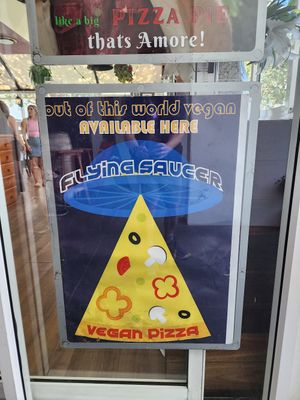 like a big PIZZA PIE
thats Amore!
out of this world vegan
AVAILABLE HERE
FLYING SAUCER
VEGAN PIZZA